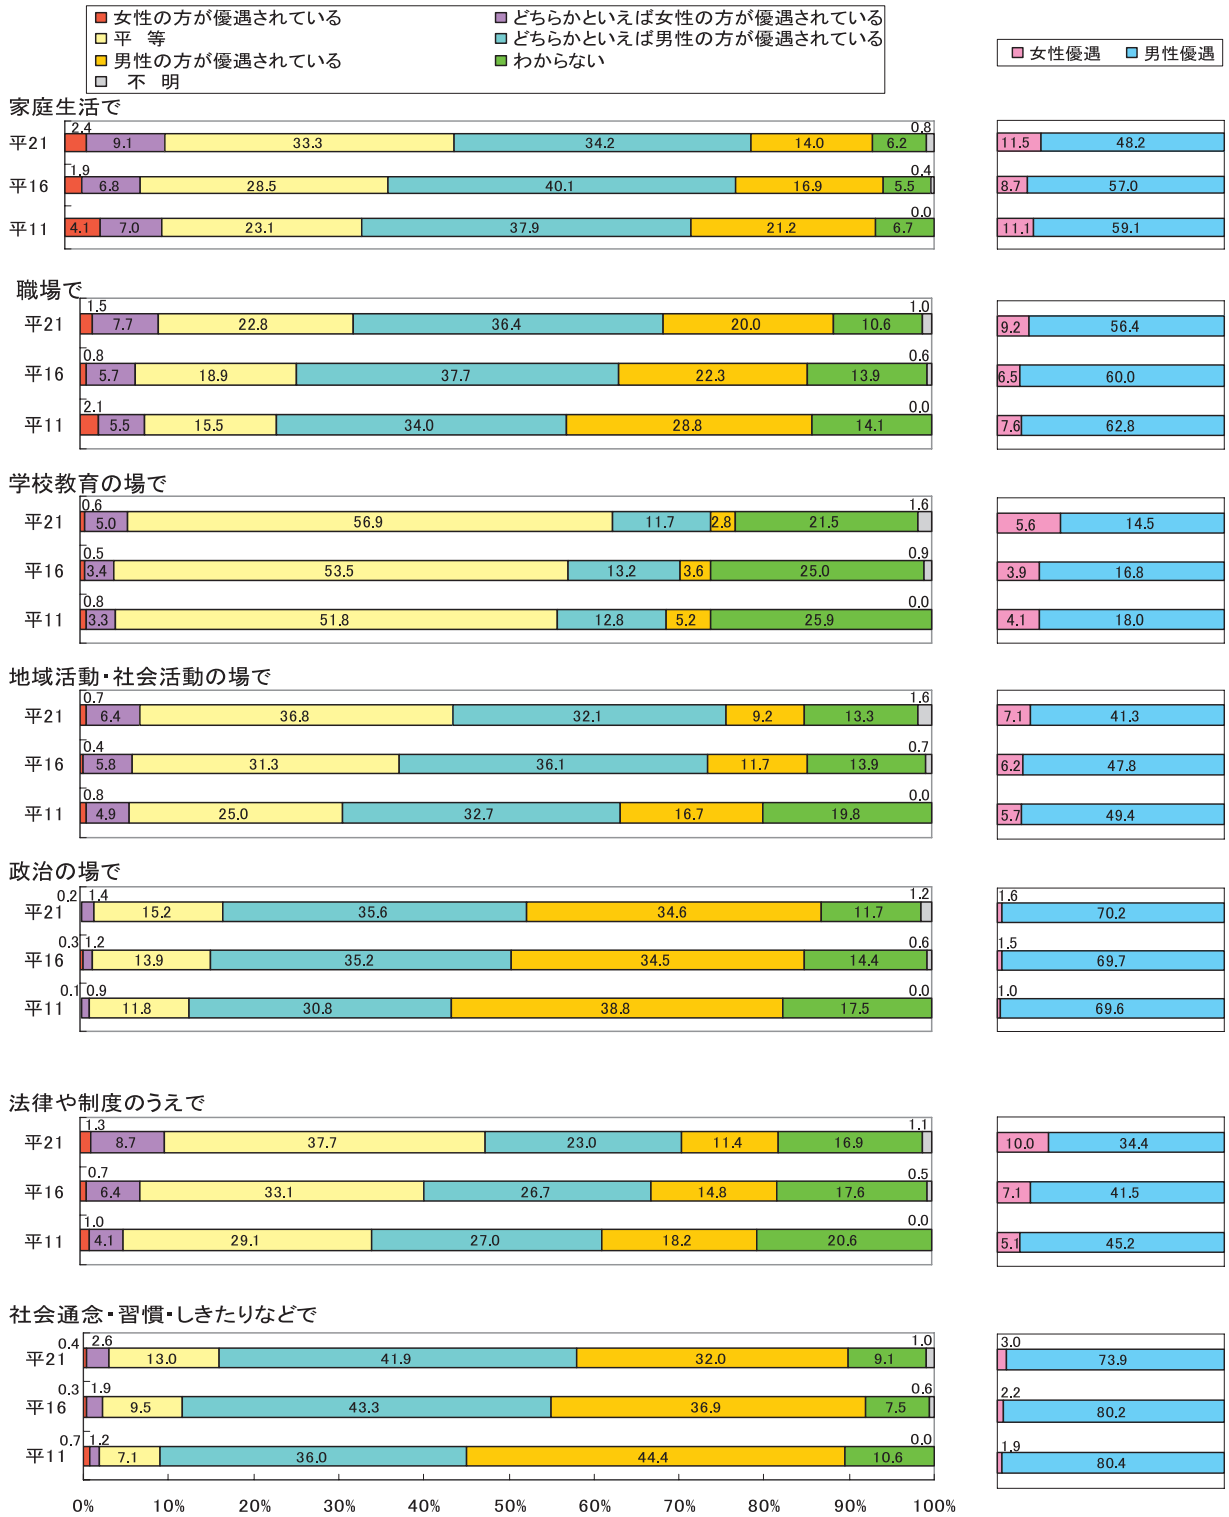 女性の方が優遇されている どちらかといえば女性の方が優遇されている
平 等 どちらかといえば男性の方が優遇されている
男性の方が優遇されている わからない
不 明
女性優遇 男性優遇
家庭生活で
2.4 0.8
平21 9.1 33.3 34.2 14.0 6.2 11.5 48.2
1.9 0.4
平16 6.8 28.5 40.1 16.9 5.5 8.7 57.0
0.0
平11 4.1 7.0 23.1 37.9 21.2 6.7 11.1 59.1
職場で
1.5 1.0
平21 7.7 22.8 36.4 20.0 10.6 9.2 56.4
0.8 0.6
平16 5.7 18.9 37.7 22.3 13.9 6.5 60.0
2.1 0.0
平11 5.5 15.5 34.0 28.8 14.1 7.6 62.8
学校教育の場で
0.6 1.6
平21 5.0 56.9 11.7 2.8 21.5 5.6 14.5
0.5 0.9
平16 3.4 53.5 13.2 3.6 25.0 3.9 16.8
0.8 0.0
平11 3.3 51.8 12.8 5.2 25.9 4.1 18.0
地域活動・社会活動の場で
0.7 1.6
平21 6.4 36.8 32.1 9.2 13.3 7.1 41.3
0.4 0.7
平16 5.8 31.3 36.1 11.7 13.9 6.2 47.8
0.8 0.0
平11 4.9 25.0 32.7 16.7 19.8 5.7 49.4
政治の場で
0.2 1.4 1.2 1.6
平21 15.2 35.6 34.6 11.7 70.2
0.3 1.2 0.6 1.5
平16 13.9 35.2 34.5 14.4 69.7
0.1 0.9 0.0 1.0
平11 11.8 30.8 38.8 17.5 69.6
法律や制度のうえで
1.3 1.1
平21 8.7 37.7 23.0 11.4 16.9 10.0 34.4
0.7 0.5
平16 6.4 33.1 26.7 14.8 17.6 7.1 41.5
1.0 0.0
平11 4.1 29.1 27.0 18.2 20.6 5.1 45.2
社会通念・習慣・しきたりなどで
0.4 2.6 1.0 3.0
平21 13.0 41.9 32.0 9.1 73.9
0.3 1.9 0.6 2.2
平16 9.5 43.3 36.9 7.5 80.2
0.7 1.2 0.0 1.9
平11 7.1 36.0 44.4 10.6 80.4
0% 10% 20% 30% 40% 50% 60% 70% 80% 90% 100%